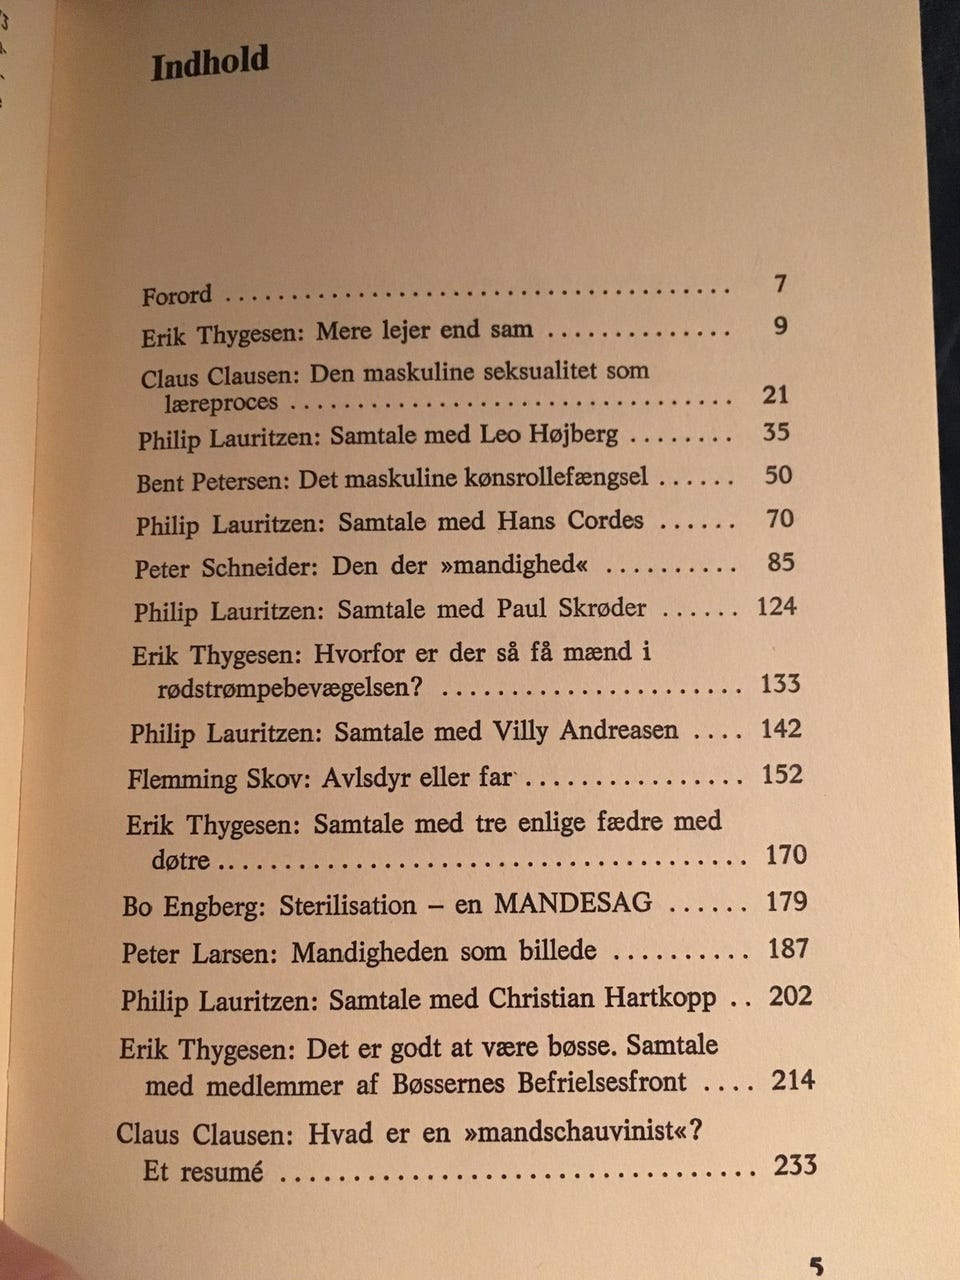 Indhold
Forord ........................................ 7
Erik Thygesen: Mere lejer end sam .............. 9
Claus Clausen: Den maskuline seksualitet som
læreproces .................................. 21
Philip Lauritzen: Samtale med Leo Højberg ........ 35
Bent Petersen: Det maskuline kønsrollefængsel ...... 50
Philip Lauritzen: Samtale med Hans Cordes ...... 70
Peter Schneider: Den der »mandighed« .......... 85
Philip Lauritzen: Samtale med Paul Skrøder ...... 124
Erik Thygesen: Hvorfor er der så få mænd i
rødstrømpebevægelsen? ....................... 133
Philip Lauritzen: Samtale med Villy Andreasen .... 142
Flemming Skov: Avlsdyr eller far ................. 152
Erik Thygesen: Samtale med tre enlige fædre med
døtre ........................................ 170
Bo Engberg: Sterilisation – en MANDESAG ...... 179
Peter Larsen: Mandigheden som billede .......... 187
Philip Lauritzen: Samtale med Christian Hartkopp .. 202
Erik Thygesen: Det er godt at være bøsse. Samtale
med medlemmer af Bøssernes Befrielsesfront .... 214
Claus Clausen: Hvad er en »mandschauvinist«?
Et resumé .................................... 233
5